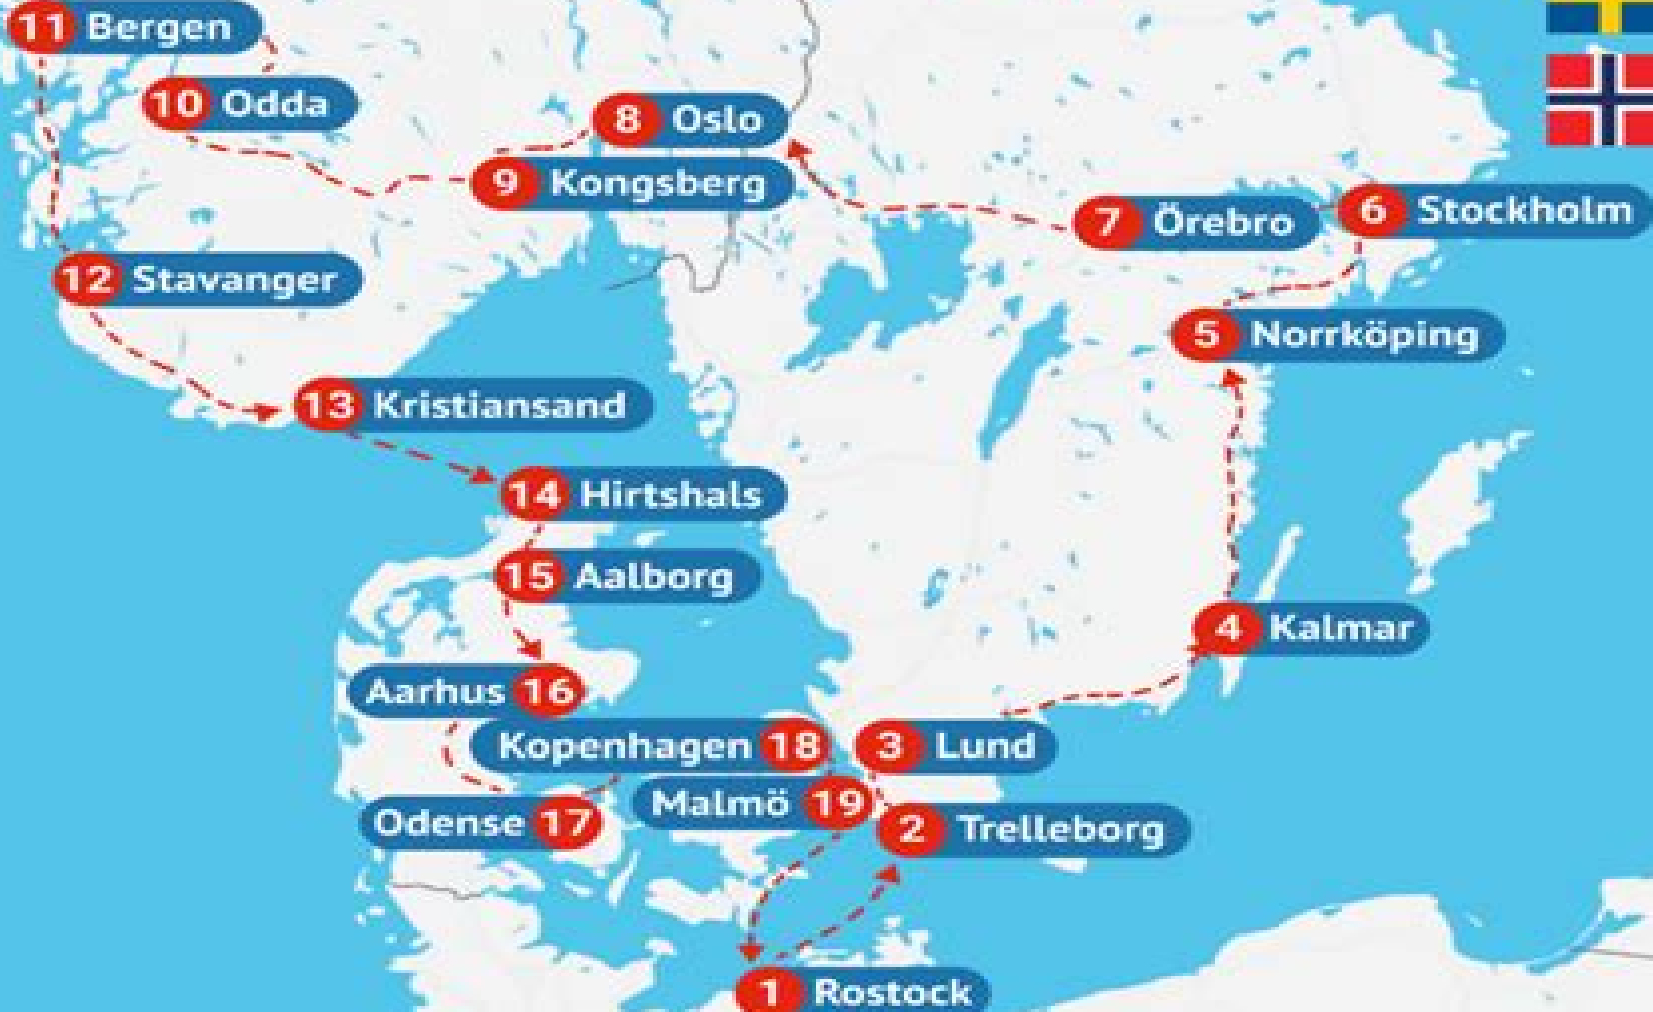 11 Bergen
10 Odda
8 Oslo
9 Kongsberg
7 Örebro
6 Stockholm
12 Stavanger
5 Norrköping
13 Kristiansand
14 Hirtshals
15 Aalborg
4 Kalmar
Aarhus 16
Kopenhagen 18
3 Lund
Malmö 19
Odense 17
2 Trelleborg
1 Rostock